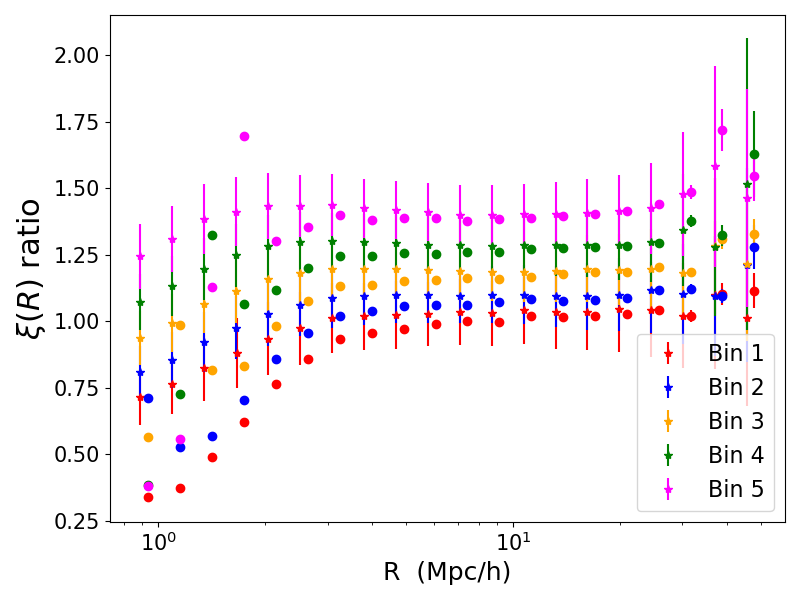 2.00
1.75
1.50
1.25
1.00
0.75
0.50
0.25
ξ(R) ratio
10⁰
10¹
R (Mpc/h)
Bin 1
Bin 2
Bin 3
Bin 4
Bin 5